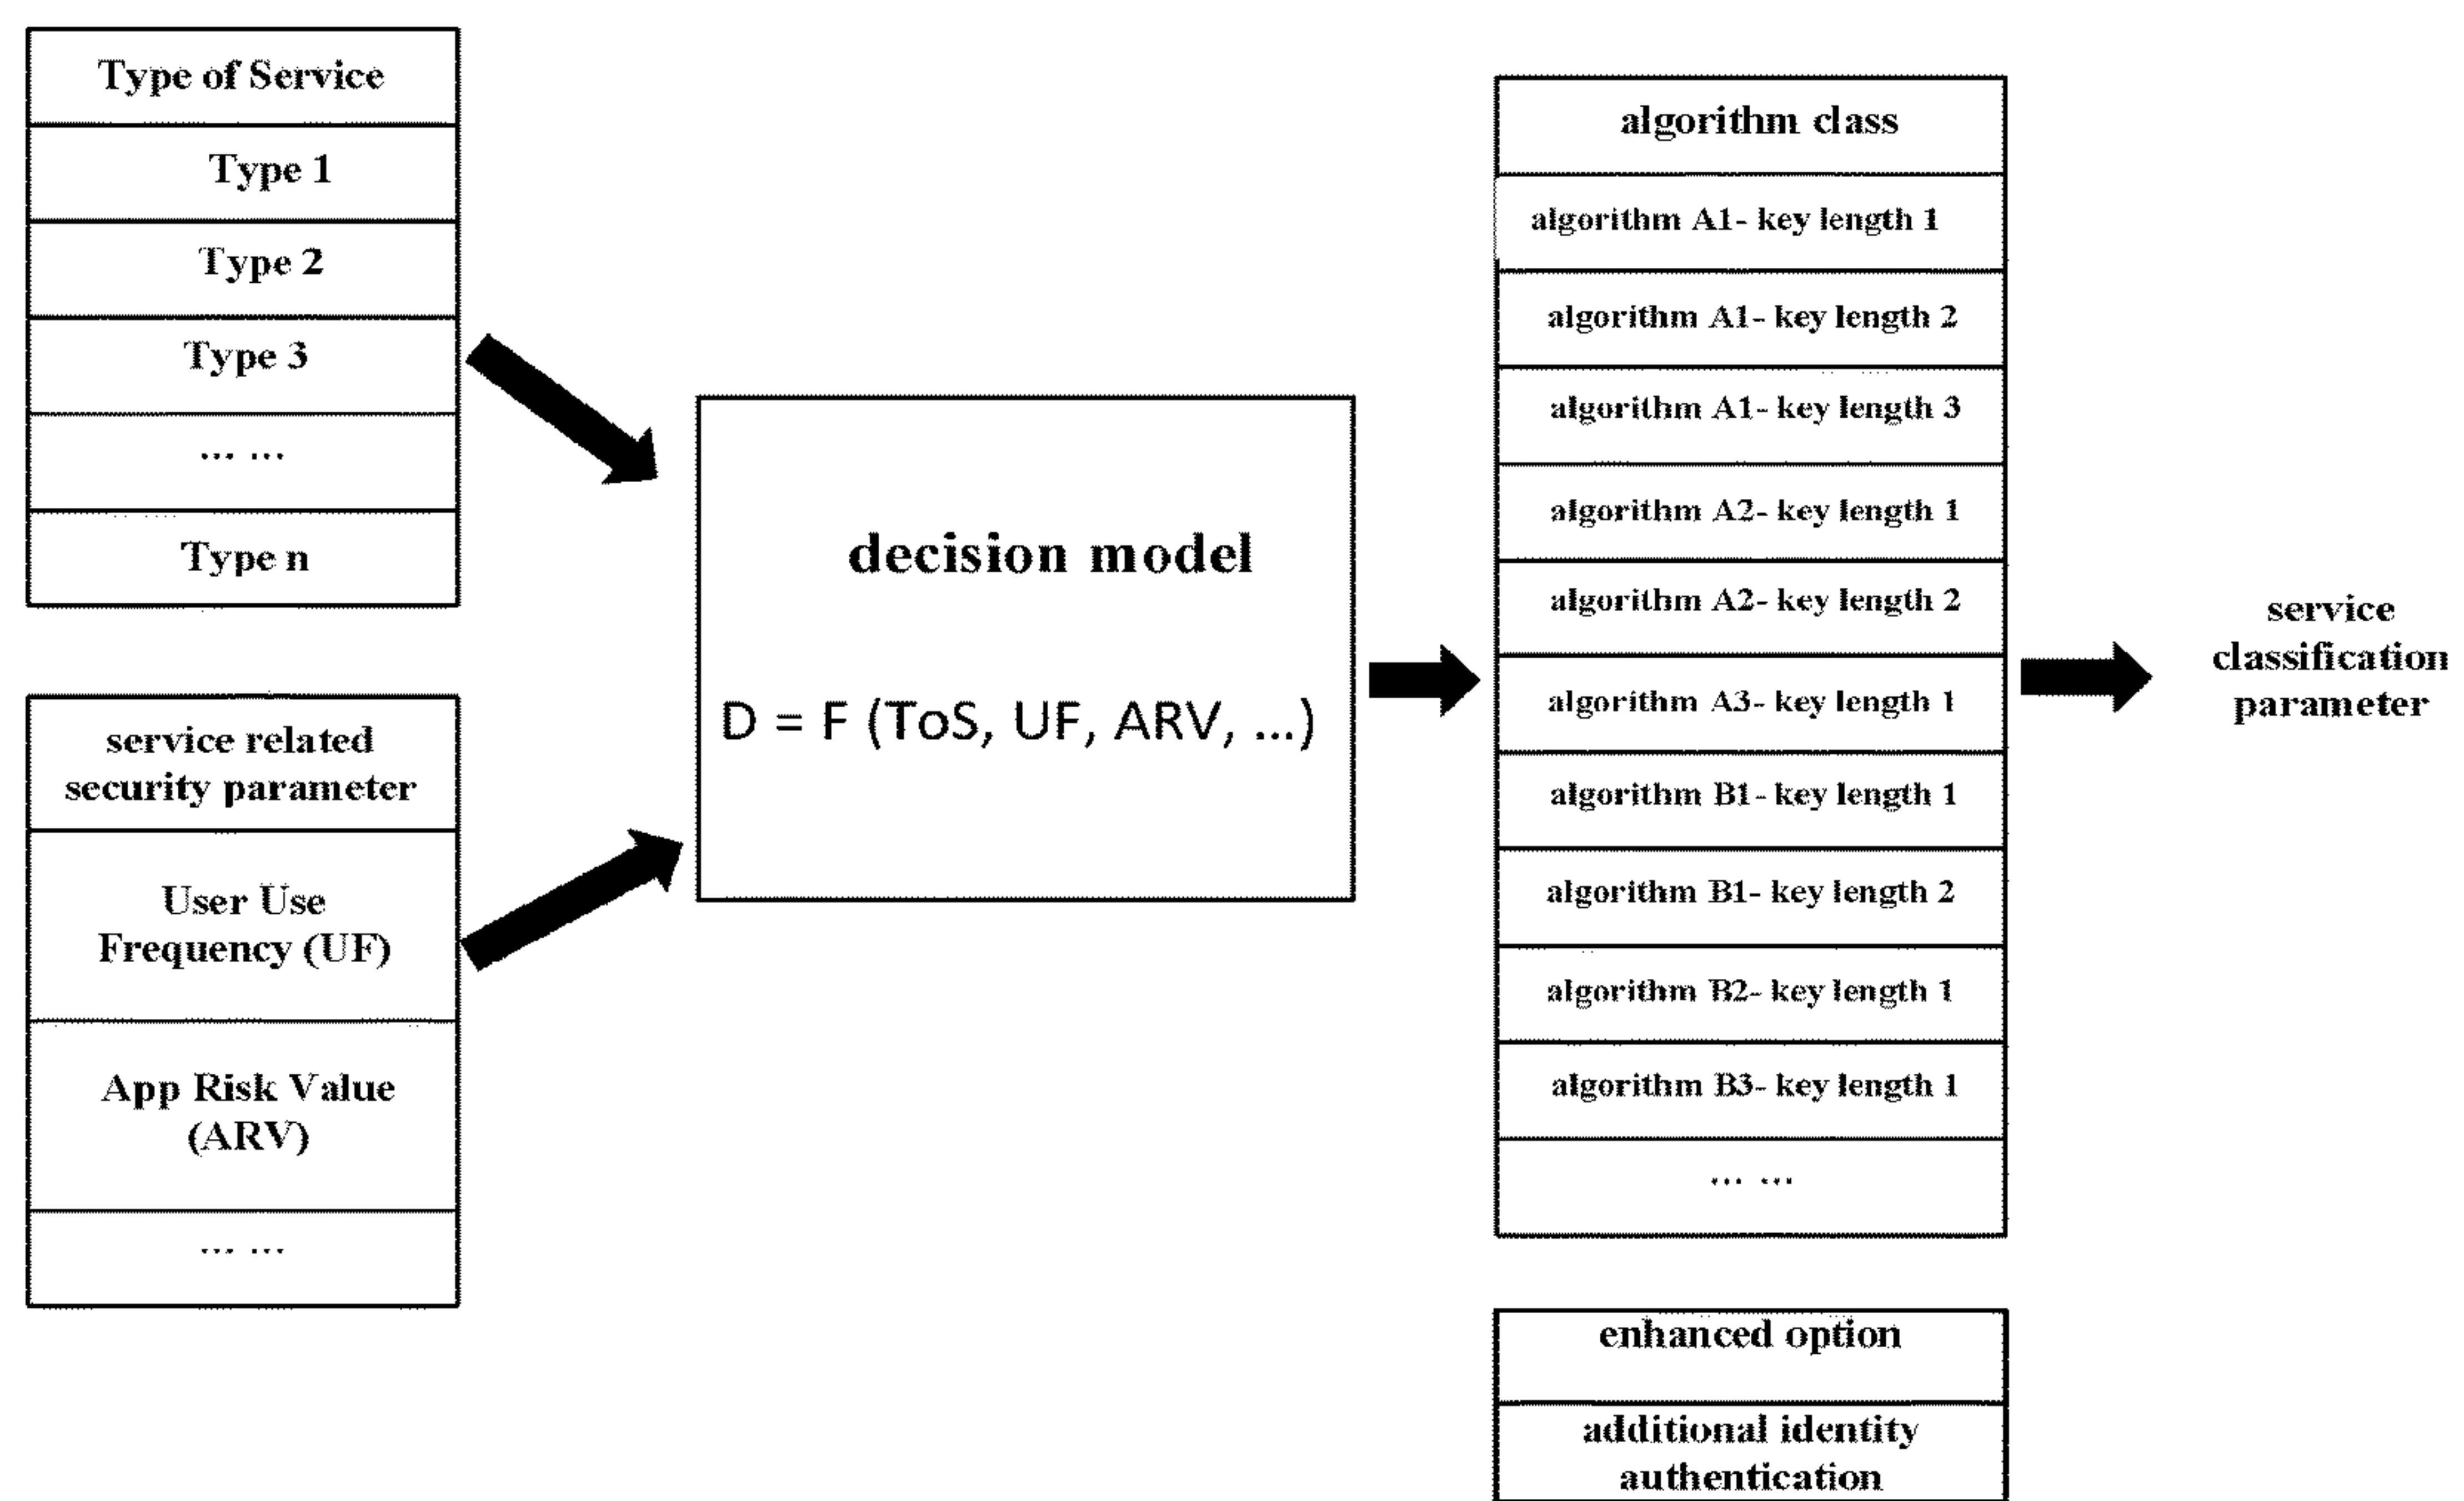 Type of Service
Type 1
Type 2
Type 3
... ...
Type n
service related
security parameter
User Use
Frequency (UF)
App Risk Value
(ARV)
... ...
decision model
D = F (ToS, UF, ARV, ...)
algorithm class
algorithm A1- key length 1
algorithm A1- key length 2
algorithm A1- key length 3
algorithm A2- key length 1
algorithm A2- key length 2
algorithm A3- key length 1
algorithm B1- key length 1
algorithm B1- key length 2
algorithm B2- key length 1
algorithm B3- key length 1
... ...
enhanced option
additional identity
authentication
service
classification
parameter